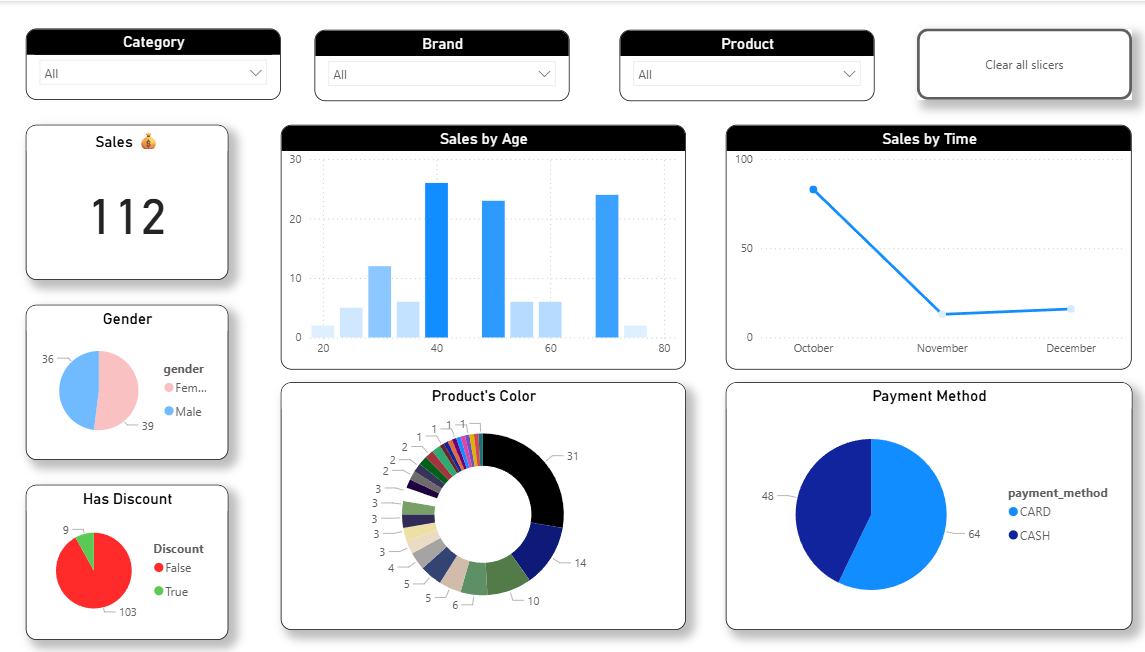 Category
Brand
Product
All
All
All
Clear all slicers
Sales 💰
112
Sales by Age
30
20
10
0
20
40
60
80
Sales by Time
100
50
0
October
November
December
Gender
36
39
gender
Fem...
Male
Has Discount
9
103
Discount
False
True
Product's Color
31
14
10
6
5
5
4
3
3
3
3
3
2
2
2
1
1
1
1
Payment Method
48
64
payment_method
CARD
CASH